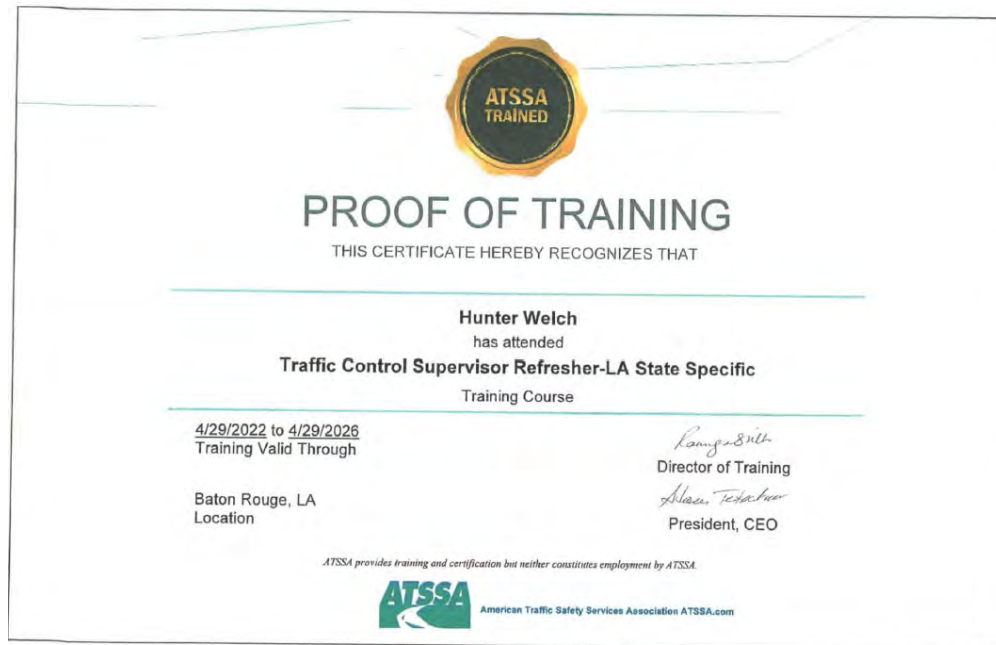 ATSSA
TRAINED
PROOF OF TRAINING
THIS CERTIFICATE HEREBY RECOGNIZES THAT
Hunter Welch
has attended
Traffic Control Supervisor Refresher-LA State Specific
Training Course
4/29/2022 to 4/29/2026
Training Valid Through
Director of Training
Baton Rouge, LA
Location
President, CEO
ATSSA provides training and certification but neither constitutes employment by ATSSA.
ATSSA
American Traffic Safety Services Association ATSSA.com